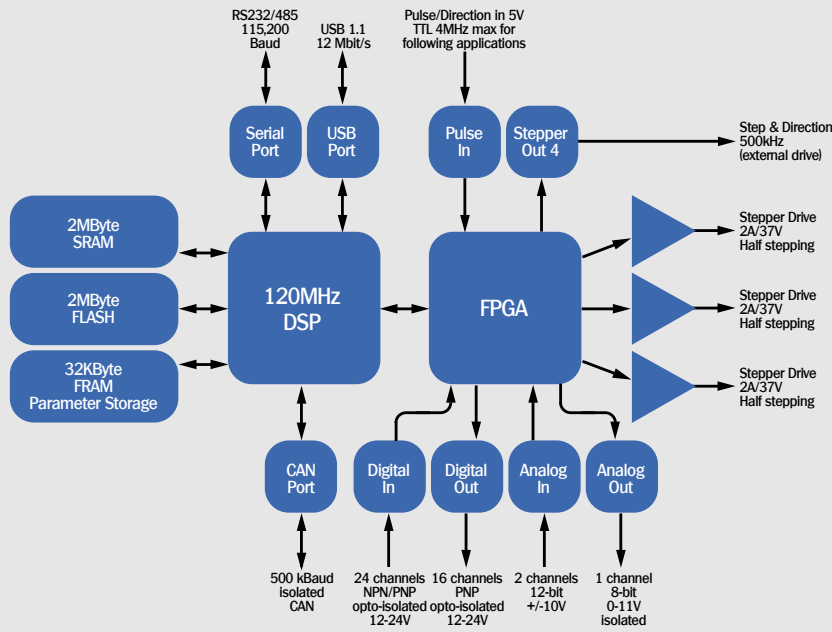 RS232/485
115,200
Baud
USB 1.1
12 Mbit/s
Pulse/Direction in 5V
TTL 4MHz max for
following applications
Serial
Port
USB
Port
Pulse
In
Stepper
Out 4
Step & Direction
500kHz
(external drive)
2MByte
SRAM
2MByte
FLASH
32KByte
FRAM
Parameter Storage
120MHz
DSP
FPGA
Stepper Drive
2A/37V
Half stepping
Stepper Drive
2A/37V
Half stepping
Stepper Drive
2A/37V
Half stepping
CAN
Port
Digital
In
Digital
Out
Analog
In
Analog
Out
500 kBaud
isolated
CAN
24 channels
NPN/PNP
opto-isolated
12-24V
16 channels
PNP
opto-isolated
12-24V
2 channels
12-bit
+/-10V
1 channel
8-bit
0-11V
isolated